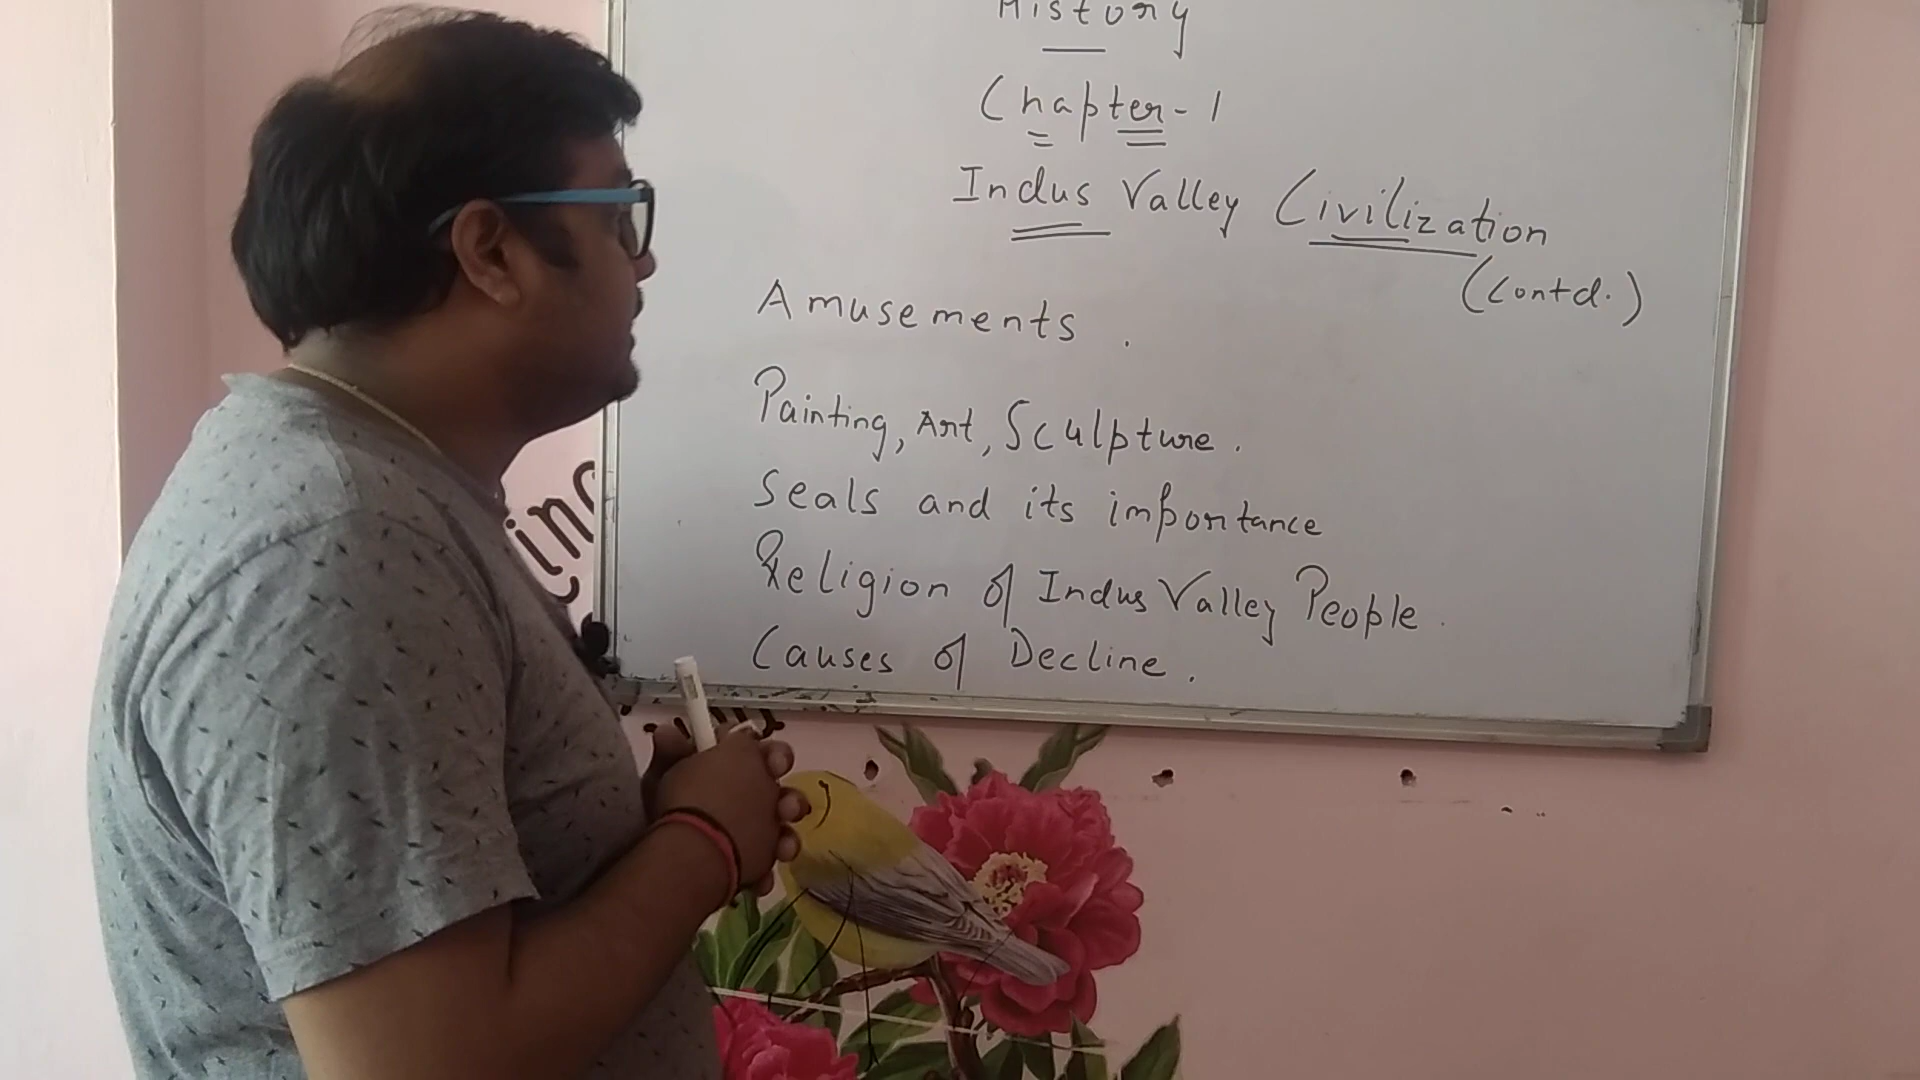 History
Chapter-1
Indus Valley Civilization
(Contd.)
Amusements.
Painting, Art, Sculpture.
Seals and its importance
Religion of Indus Valley People.
Causes of Decline.